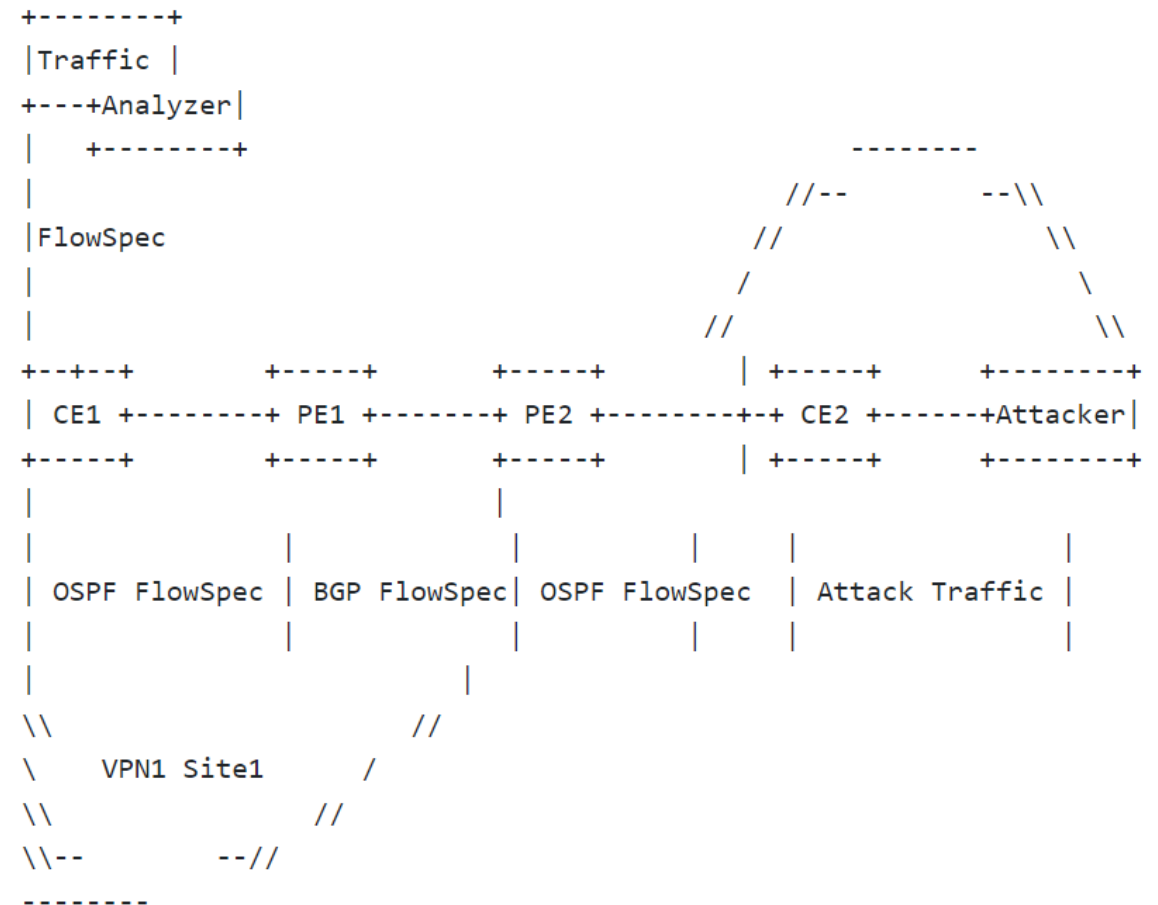 +--------+
|Traffic |
+---+Analyzer|
|   +--------+                                      --------
|                                               //--        --\\
|FlowSpec                                     //                \\
|                                            /                    \
|                                          //                      \\
+--+--+        +-----+       +-----+        | +-----+      +--------+
| CE1 +--------+ PE1 +-------+ PE2 +--------+-+ CE2 +------+Attacker|
+-----+        +-----+       +-----+        | +-----+      +--------+
|                            |
|               |             |          |     |                |
| OSPF FlowSpec | BGP FlowSpec| OSPF FlowSpec  | Attack Traffic |
|               |             |          |     |                |
|                          |
\\                      //
\    VPN1 Site1      /
\\                //
\\--        --//
--------